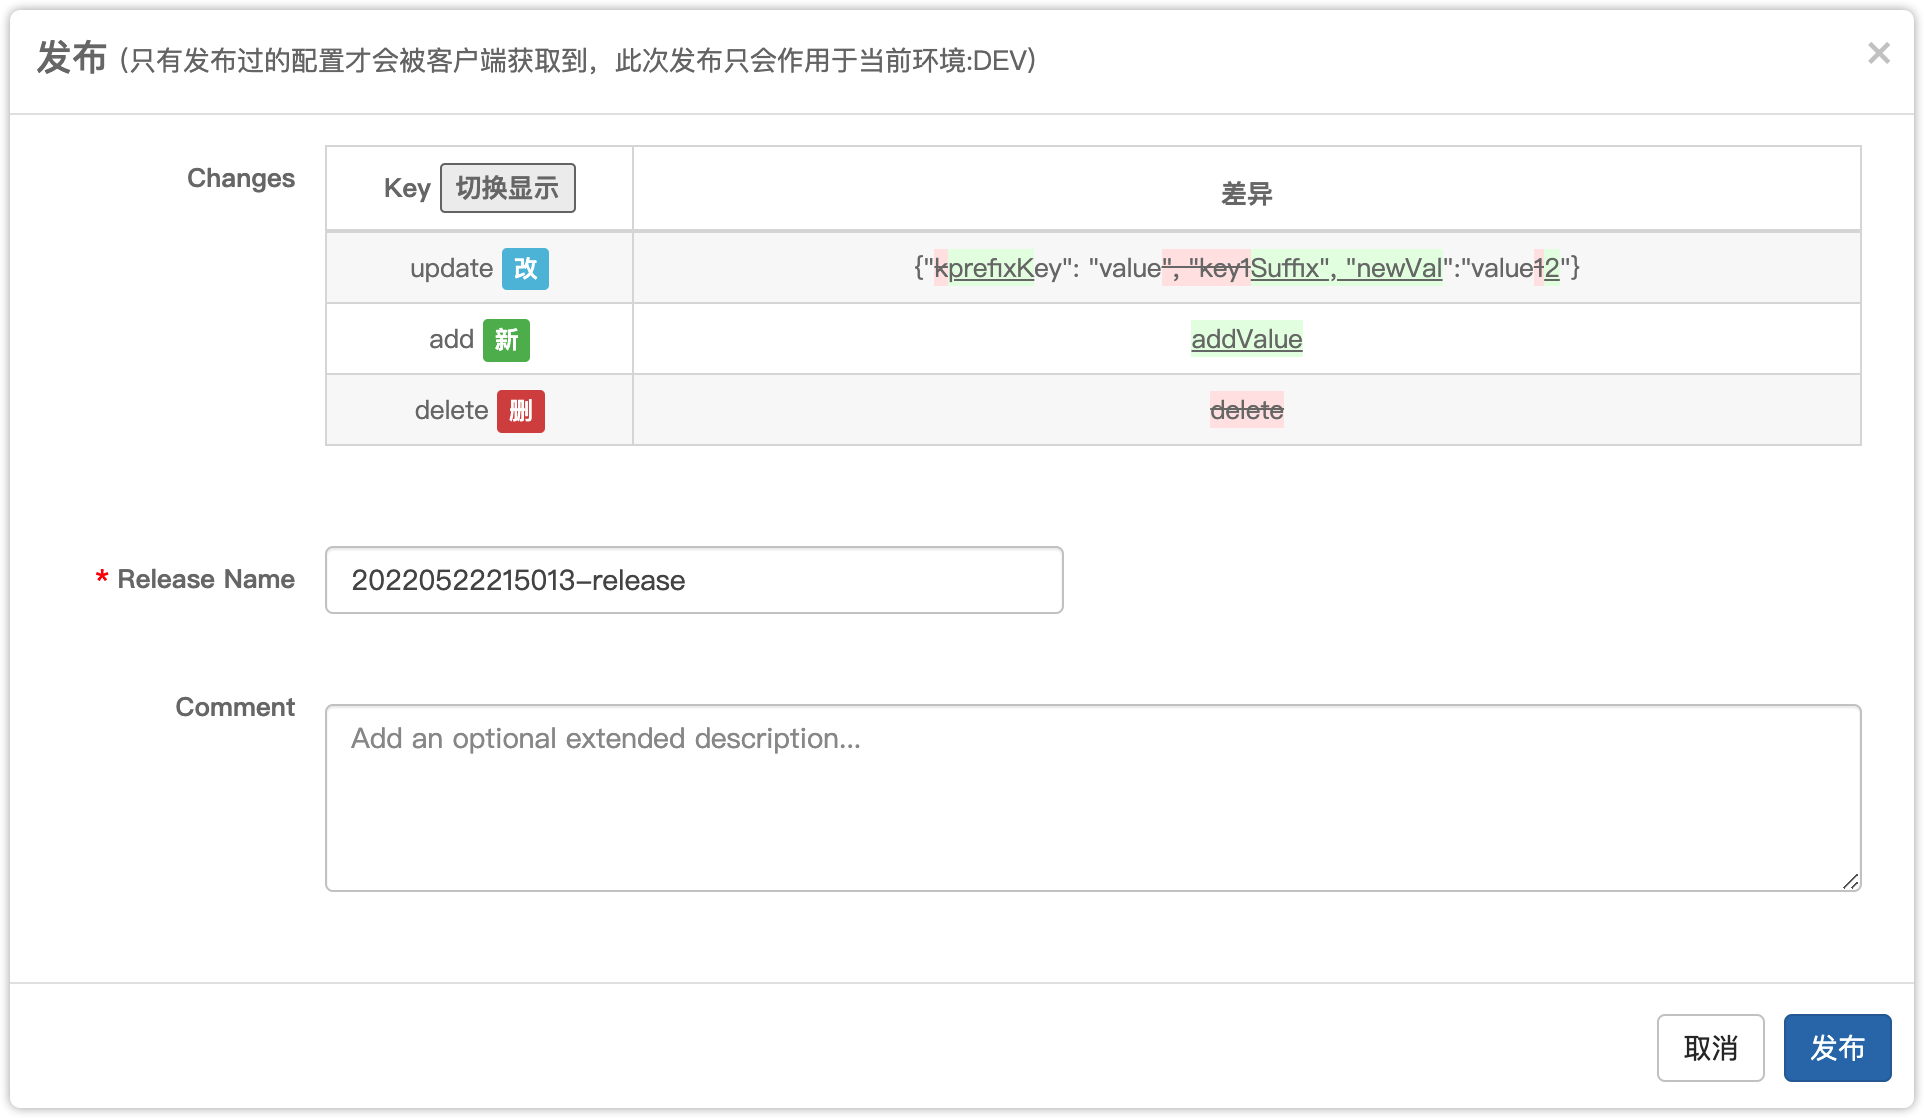 发布 (只有发布过的配置才会被客户端获取到，此次发布只会作用于当前环境:DEV)
×
Changes
Key 切换显示 差异
update 改 {"kprefixKey": "value", "key1Suffix", "newVal":"value12"}
add 新 addValue
delete 删 delete
* Release Name 20220522215013-release
Comment
Add an optional extended description...
取消 发布